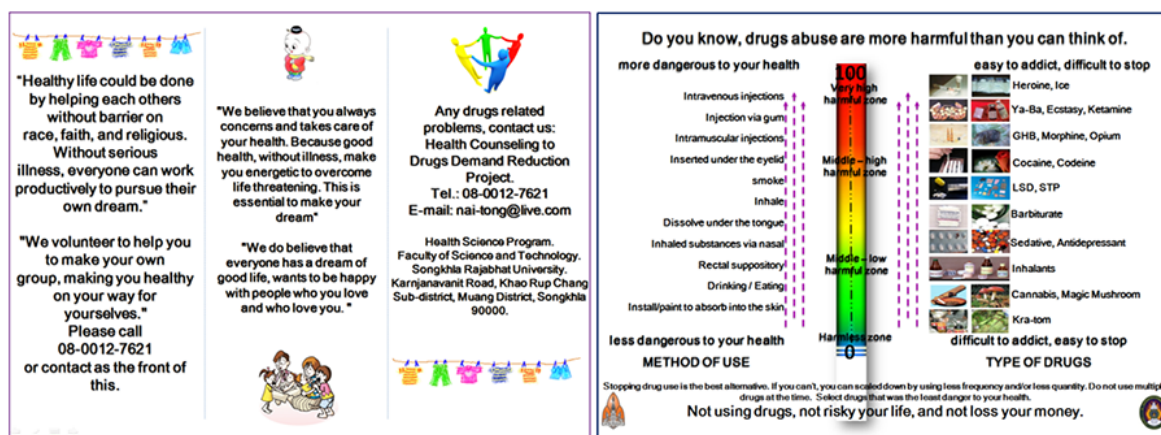 "Healthy life could be done
by helping each others
without barrier on
race, faith, and religious.
Without serious
illness, everyone can work
productively to pursue their
own dream."
"We volunteer to help you
to make your own
group, making you healthy
on your way for
yourselves."
Please call
08-0012-7621
or contact as the front of
this.
"We believe that you always
concerns and takes care of
your health. Because good
health, without illness, make
you energetic to overcome
life threatening. This is
essential to make your
dream"
"We do believe that
everyone has a dream of
good life, wants to be happy
with people who you love
and who love you. "
Any drugs related
problems, contact us:
Health Counseling to
Drugs Demand Reduction
Project.
Tel.: 08-0012-7621
E-mail: nai-tong@live.com
Health Science Program.
Faculty of Science and Technology.
Songkhla Rajabhat University.
Karnjanavanit Road, Khao Rup Chang
Sub-district, Muang District, Songkhla
90000.
Do you know, drugs abuse are more harmful than you can think of.
more dangerous to your health
Intravenous injections
Injection via gum
Intramuscular injections
Inserted under the eyelid
smoke
Inhale
Dissolve under the tongue
Inhaled substances via nasal
Rectal suppository
Drinking / Eating
Install/paint to absorb into the skin
less dangerous to your health
METHOD OF USE
100
Very high
harmful zone
Middle – high
harmful zone
Middle – low
harmful zone
Harmless zone
0
easy to addict, difficult to stop
Heroine, Ice
Ya-Ba, Ecstasy, Ketamine
GHB, Morphine, Opium
Cocaine, Codeine
LSD, STP
Barbiturate
Sedative, Antidepressant
Inhalants
Cannabis, Magic Mushroom
Kra-tom
difficult to addict, easy to stop
TYPE OF DRUGS
Stopping drug use is the best alternative. If you can't, you can scaled down by using less frequency and/or less quantity. Do not use multipl
drugs at the time. Select drugs that was the least danger to your health.
Not using drugs, not risky your life, and not loss your money.